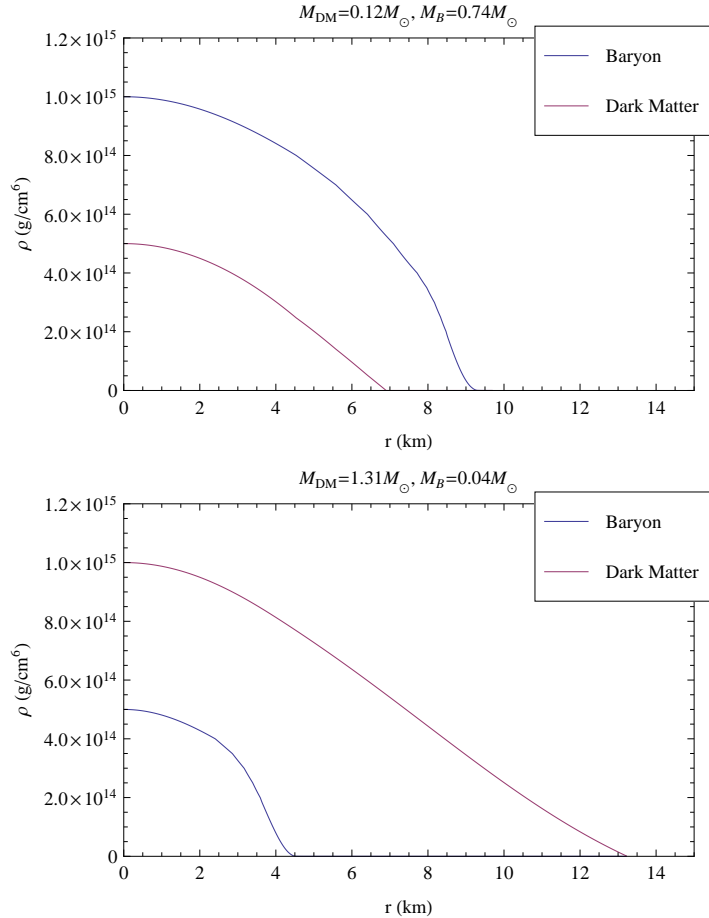 M_DM=0.12M_⊙, M_B=0.74M_⊙
Baryon
Dark Matter
1.2×10^15
1.0×10^15
8.0×10^14
6.0×10^14
4.0×10^14
2.0×10^14
0
ρ (g/cm^6)
0 2 4 6 8 10 12 14
r (km)
M_DM=1.31M_⊙, M_B=0.04M_⊙
Baryon
Dark Matter
1.2×10^15
1.0×10^15
8.0×10^14
6.0×10^14
4.0×10^14
2.0×10^14
0
ρ (g/cm^6)
0 2 4 6 8 10 12 14
r (km)